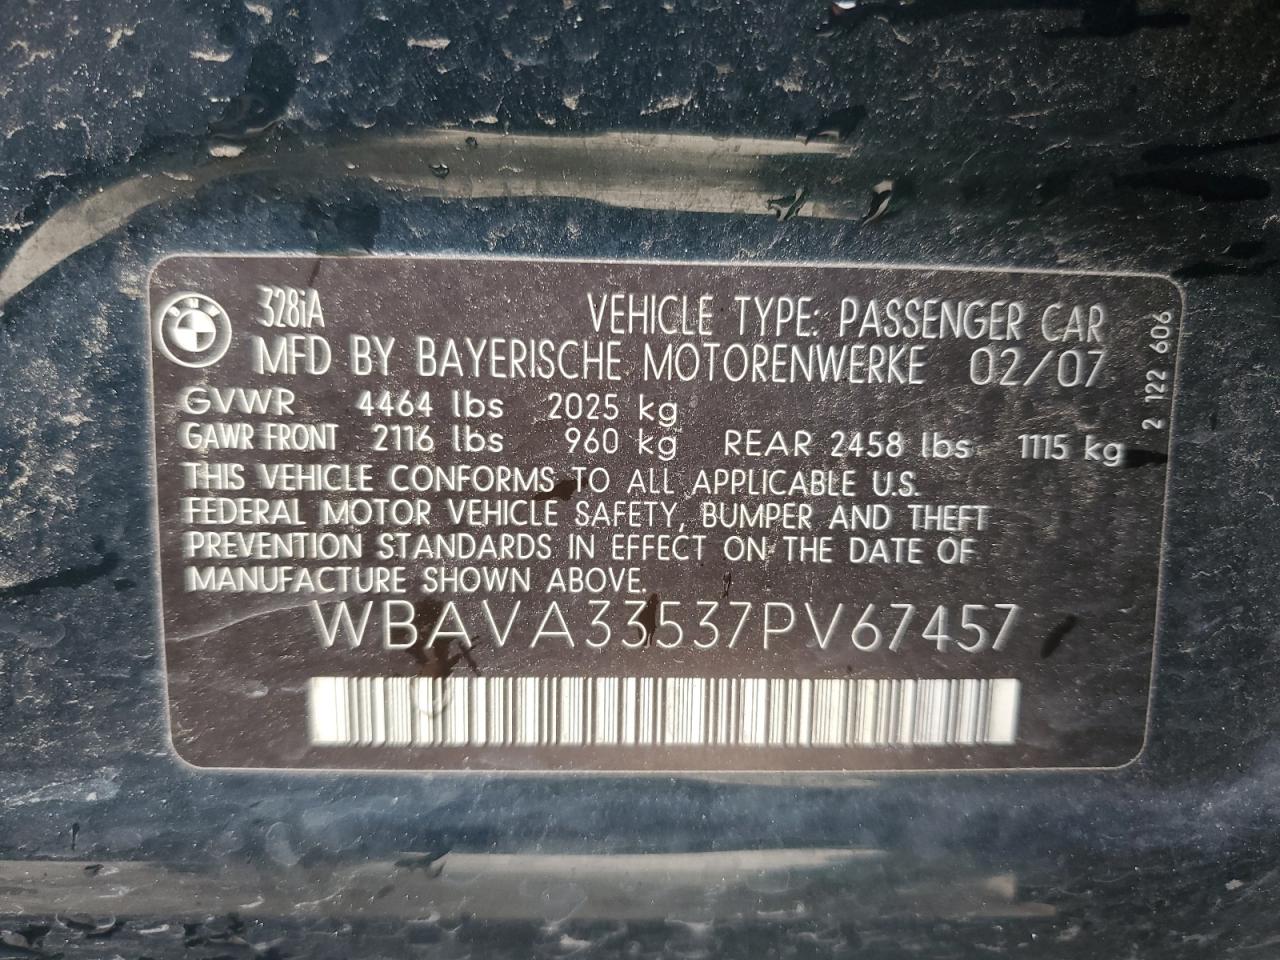 328iA VEHICLE TYPE: PASSENGER CAR
MFD BY BAYERISCHE MOTORENWERKE 02/07
GVWR 4464 lbs 2025 kg
GAWR FRONT 2116 lbs 960 kg REAR 2458 lbs 1115 kg
THIS VEHICLE CONFORMS TO ALL APPLICABLE U.S.
FEDERAL MOTOR VEHICLE SAFETY, BUMPER AND THEFT
PREVENTION STANDARDS IN EFFECT ON THE DATE OF
MANUFACTURE SHOWN ABOVE.
WBAVA33537PV67457
2 122 606